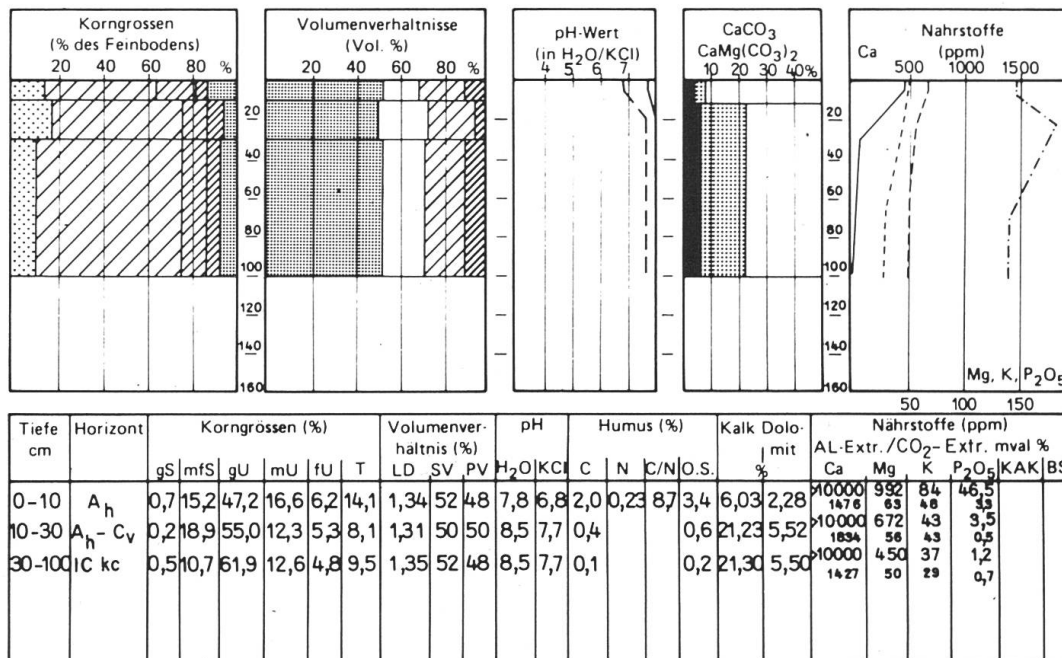 Korngrossen
(% des Feinbodens)
20 40 60 80 %
Volumenverhältnisse
(Vol. %)
20 40 60 80 %
pH-Wert
(in H₂O/KCl)
4 5 6 7
CaCO₃
CaMg(CO₃)₂
10 20 30 40%
Nahrstoffe
(ppm)
Ca
500 1000 1500
20
40
60
80
100
120
140
160
20
40
60
80
100
120
140
160
Mg, K, P₂O₅
50 100 150
Tiefe cm Horizont Korngrössen (%) Volumenverhältnis (%) pH Humus (%) Kalk Dolomit % Nährstoffe (ppm)
AL-Extr./CO₂-Extr. mval %
gS mfS gU mU fU T LD SV PV H₂O KCl C N C/N O.S. Ca Mg K P₂O₅ KAK BS
0-10 Aₕ 0,7 15,2 47,2 16,6 6,2 14,1 1,34 52 48 7,8 6,8 2,0 0,23 8,7 3,4 6,03 2,28 >10000 992 84 46,5
1476 63 48 3,3
10-30 Aₕ-Cᵥ 0,2 18,9 55,0 12,3 5,3 8,1 1,31 50 50 8,5 7,7 0,4 0,6 21,23 5,52 >10000 672 43 3,5
1834 56 43 0,5
30-100 IC kc 0,5 10,7 61,9 12,6 4,8 9,5 1,35 52 48 8,5 7,7 0,1 0,2 21,30 5,50 >10000 450 37 1,2
1427 50 29 0,7